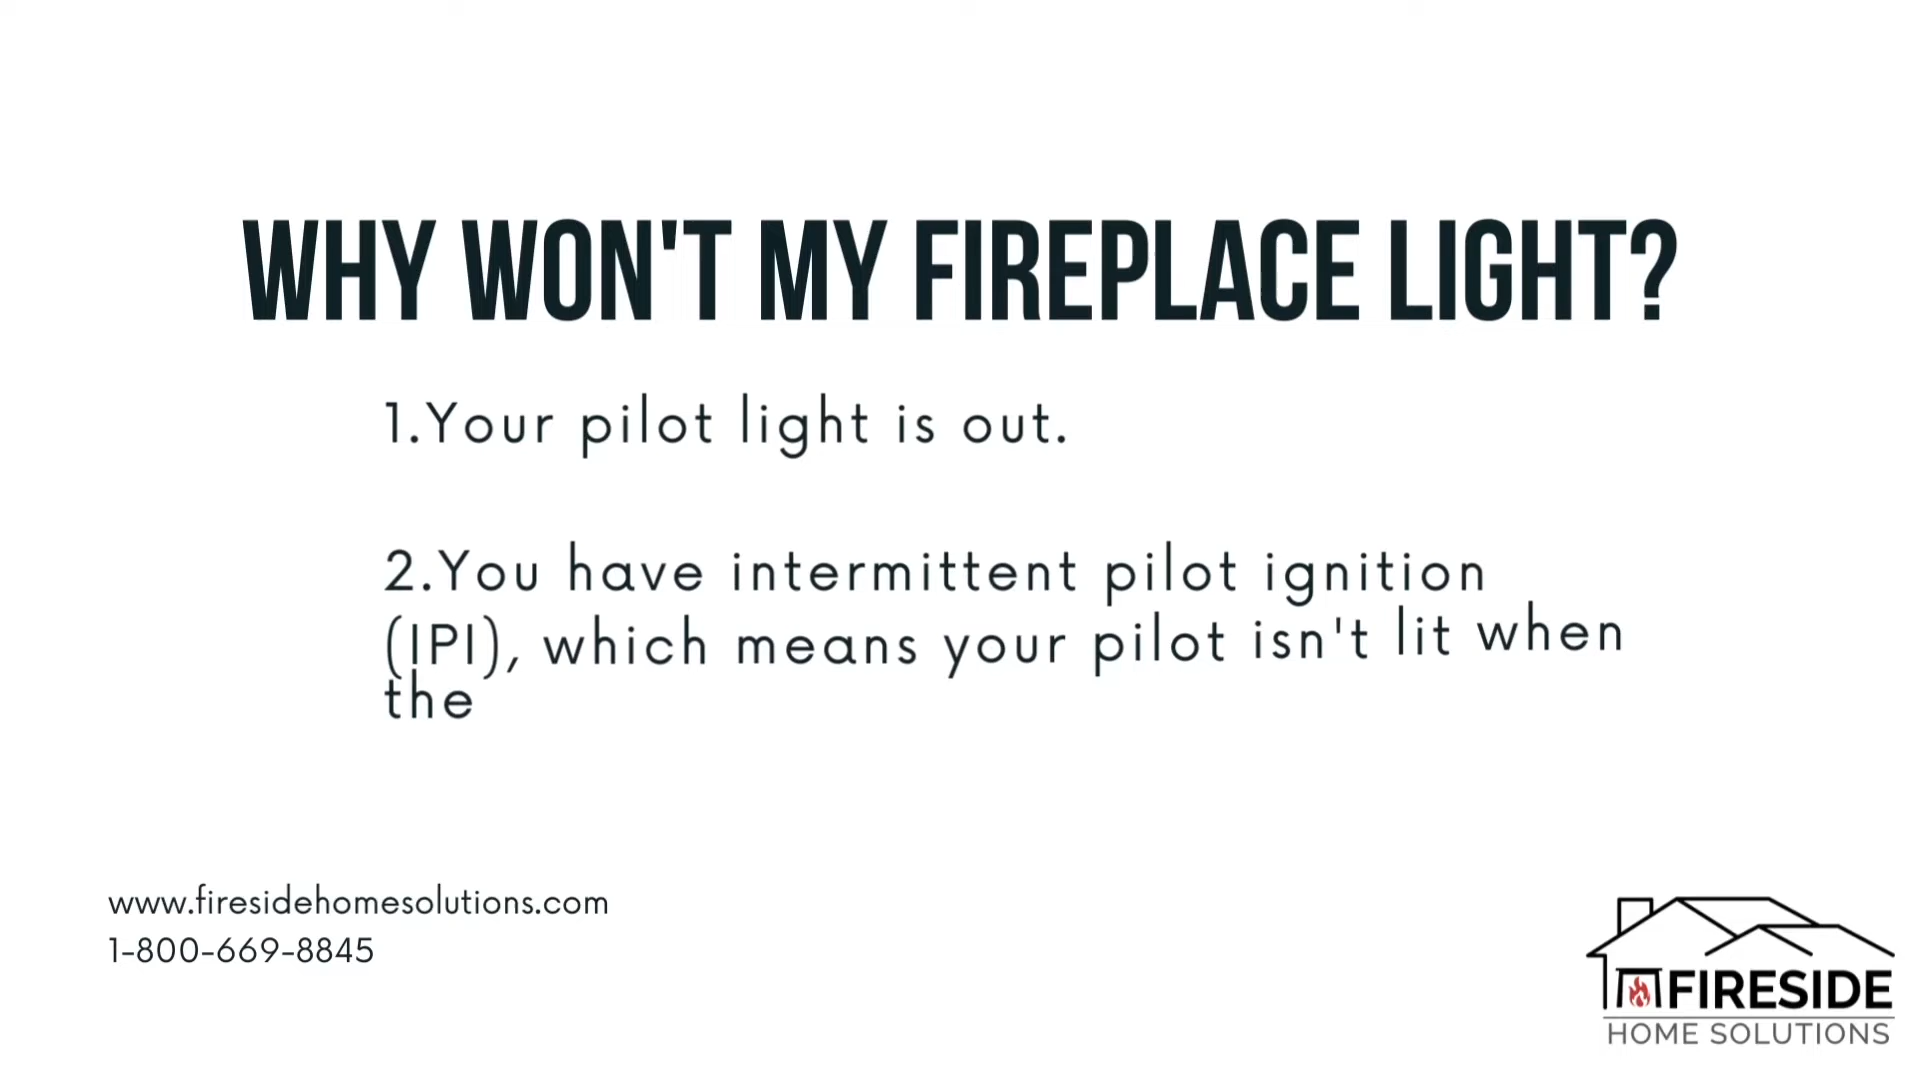 WHY WON'T MY FIREPLACE LIGHT?
1.Your pilot light is out.
2.You have intermittent pilot ignition
(IPI), which means your pilot isn't lit when
the
www.firesidehomesolutions.com
1-800-669-8845
FIRESIDE
HOME SOLUTIONS